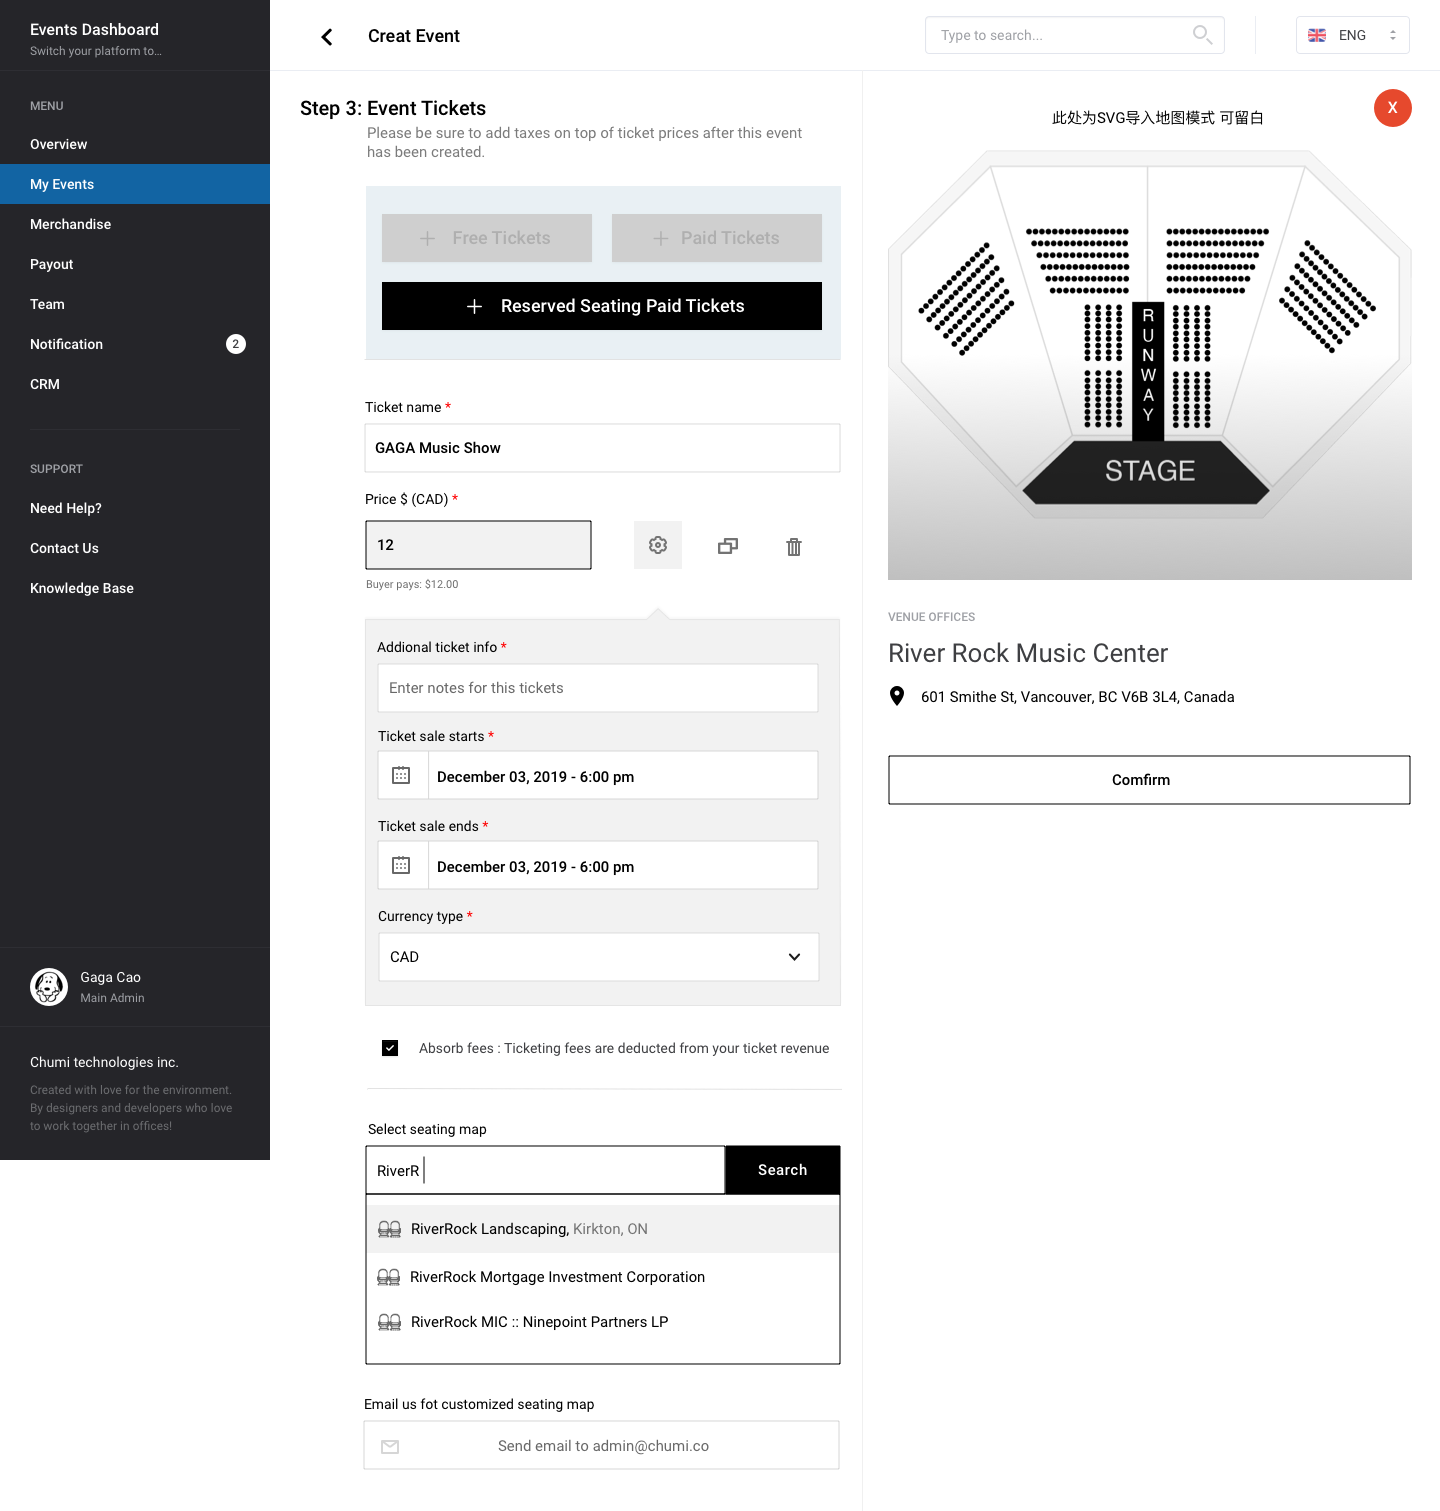 Events Dashboard
Switch your platform to...
MENU
Overview
My Events
Merchandise
Payout
Team
Notification 2
CRM
SUPPORT
Need Help?
Contact Us
Knowledge Base
Gaga Cao
Main Admin
Chumi technologies inc.
Created with love for the environment.
By designers and developers who love
to work together in offices!
Creat Event
Type to search...
ENG
Step 3: Event Tickets
Please be sure to add taxes on top of ticket prices after this event
has been created.
Free Tickets
Paid Tickets
Reserved Seating Paid Tickets
Ticket name *
GAGA Music Show
Price $ (CAD) *
12
Buyer pays: $12.00
Addional ticket info *
Enter notes for this tickets
Ticket sale starts *
December 03, 2019 - 6:00 pm
Ticket sale ends *
December 03, 2019 - 6:00 pm
Currency type *
CAD
Absorb fees : Ticketing fees are deducted from your ticket revenue
Select seating map
RiverR
Search
RiverRock Landscaping, Kirkton, ON
RiverRock Mortgage Investment Corporation
RiverRock MIC :: Ninepoint Partners LP
Email us fot customized seating map
Send email to admin@chumi.co
此处为SVG导入地图模式 可留白
X
RUNWAY
STAGE
VENUE OFFICES
River Rock Music Center
601 Smithe St, Vancouver, BC V6B 3L4, Canada
Comfirm